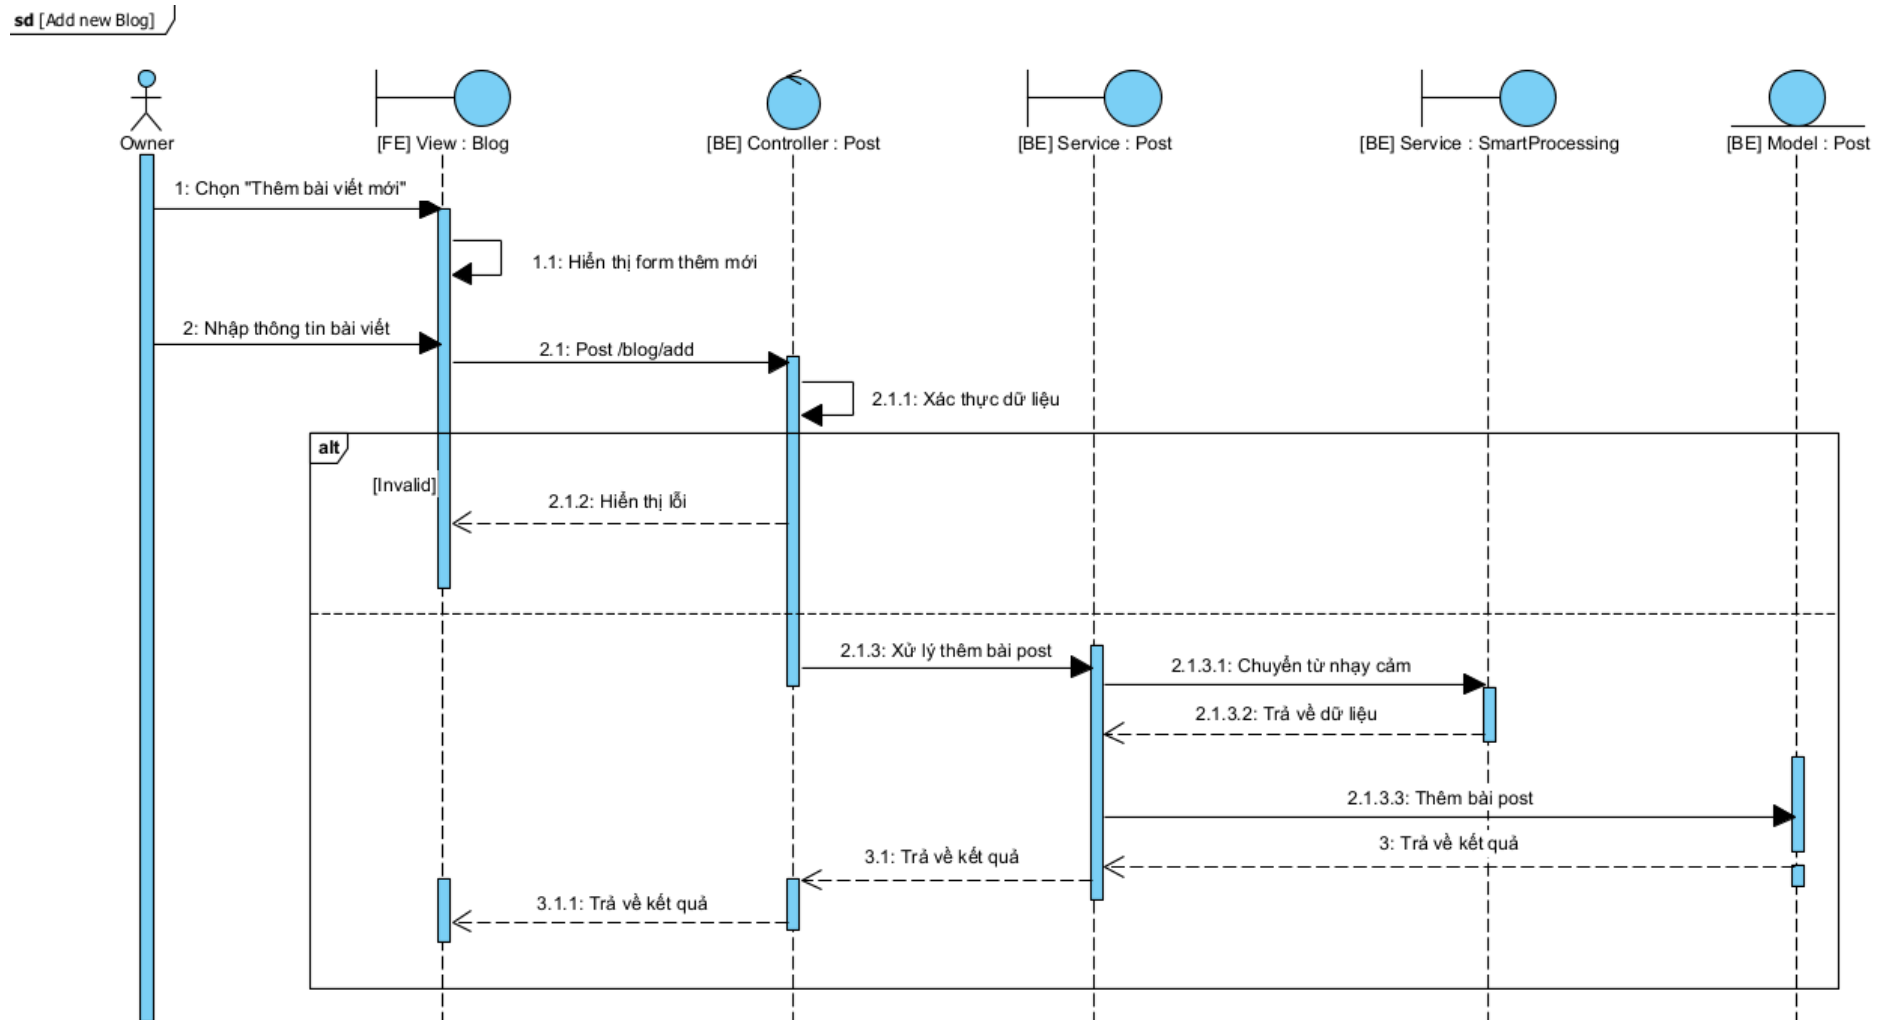 sd [Add new Blog]
Owner
[FE] View : Blog
[BE] Controller : Post
[BE] Service : Post
[BE] Service : SmartProcessing
[BE] Model : Post
1: Chọn "Thêm bài viết mới"
1.1: Hiển thị form thêm mới
2: Nhập thông tin bài viết
2.1: Post /blog/add
2.1.1: Xác thực dữ liệu
alt
[Invalid]
2.1.2: Hiển thị lỗi
2.1.3: Xử lý thêm bài post
2.1.3.1: Chuyển từ nhạy cảm
2.1.3.2: Trả về dữ liệu
2.1.3.3: Thêm bài post
3: Trả về kết quả
3.1: Trả về kết quả
3.1.1: Trả về kết quả